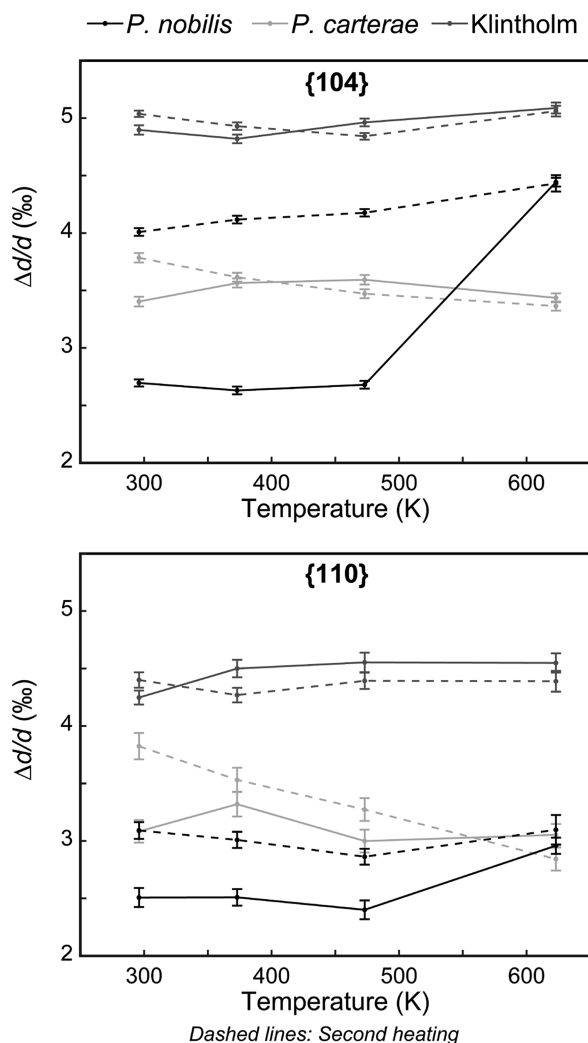 P. nobilis P. carterae Klintholm
{104}
5
4
3
2
Δd/d (‰)
300 400 500 600
Temperature (K)
{110}
5
4
3
2
Δd/d (‰)
300 400 500 600
Temperature (K)
Dashed lines: Second heating